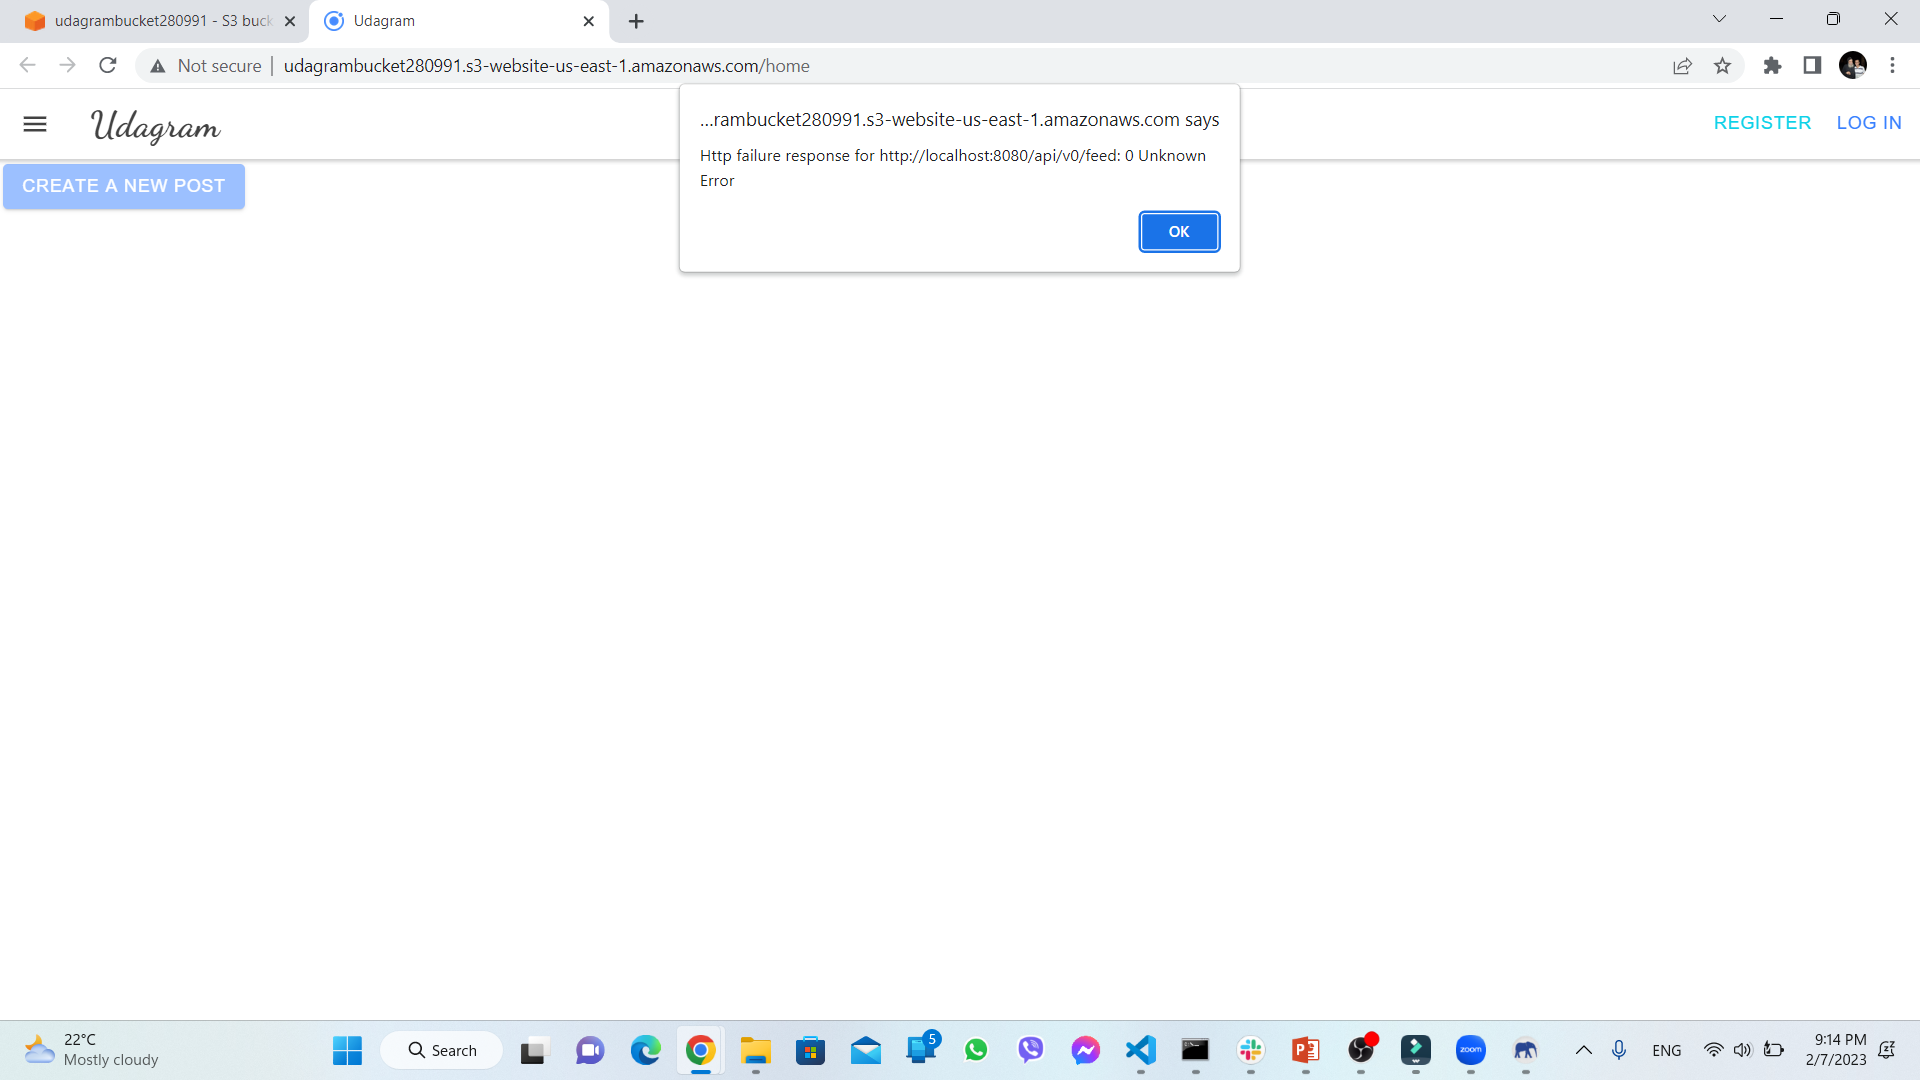 udagrambucket280991 - S3 buck
Udagram
Not secure
udagrambucket280991.s3-website-us-east-1.amazonaws.com/home
Udagram
REGISTER
LOG IN
CREATE A NEW POST
...rambucket280991.s3-website-us-east-1.amazonaws.com says
Http failure response for http://localhost:8080/api/v0/feed: 0 Unknown
Error
OK
22°C
Mostly cloudy
Search
5
zoom
ENG
9:14 PM
2/7/2023